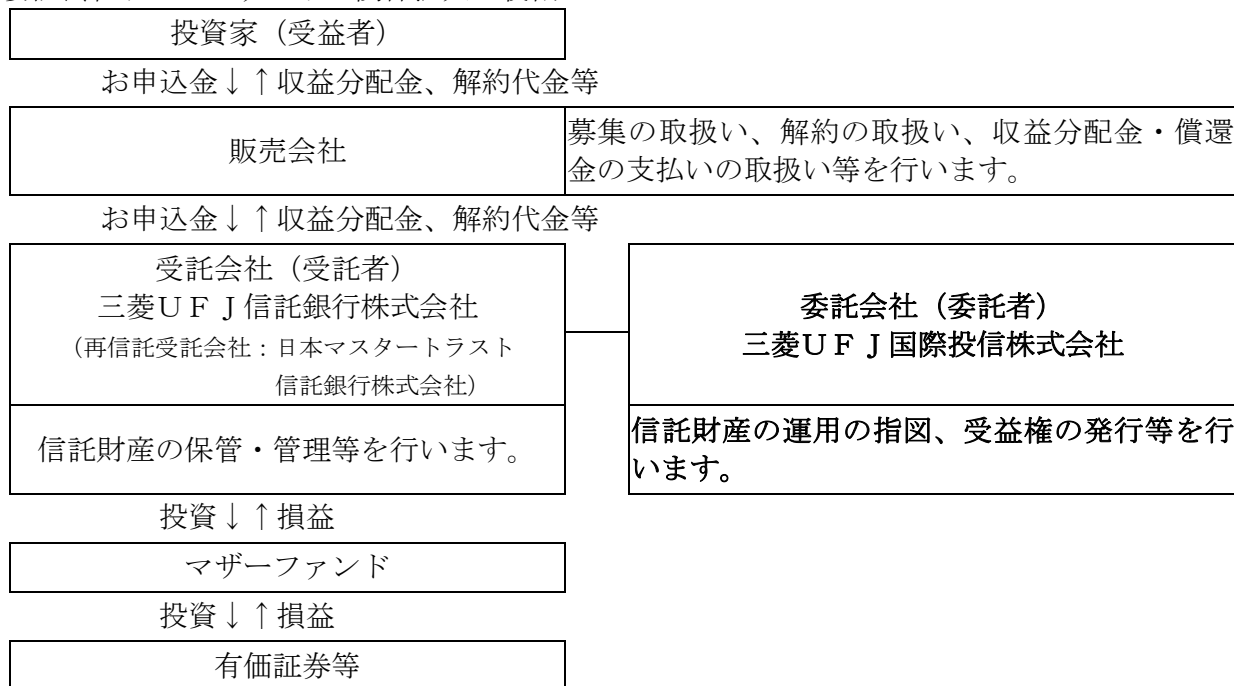 投資家（受益者）
お申込金↓↑収益分配金、解約代金等
販売会社
募集の取扱い、解約の取扱い、収益分配金・償還
金の支払いの取扱い等を行います。
お申込金↓↑収益分配金、解約代金等
受託会社（受託者）
三菱ＵＦＪ信託銀行株式会社
（再信託受託会社：日本マスタートラスト
信託銀行株式会社）
信託財産の保管・管理等を行います。
委託会社（委託者）
三菱ＵＦＪ国際投信株式会社
信託財産の運用の指図、受益権の発行等を行
います。
投資↓↑損益
マザーファンド
投資↓↑損益
有価証券等